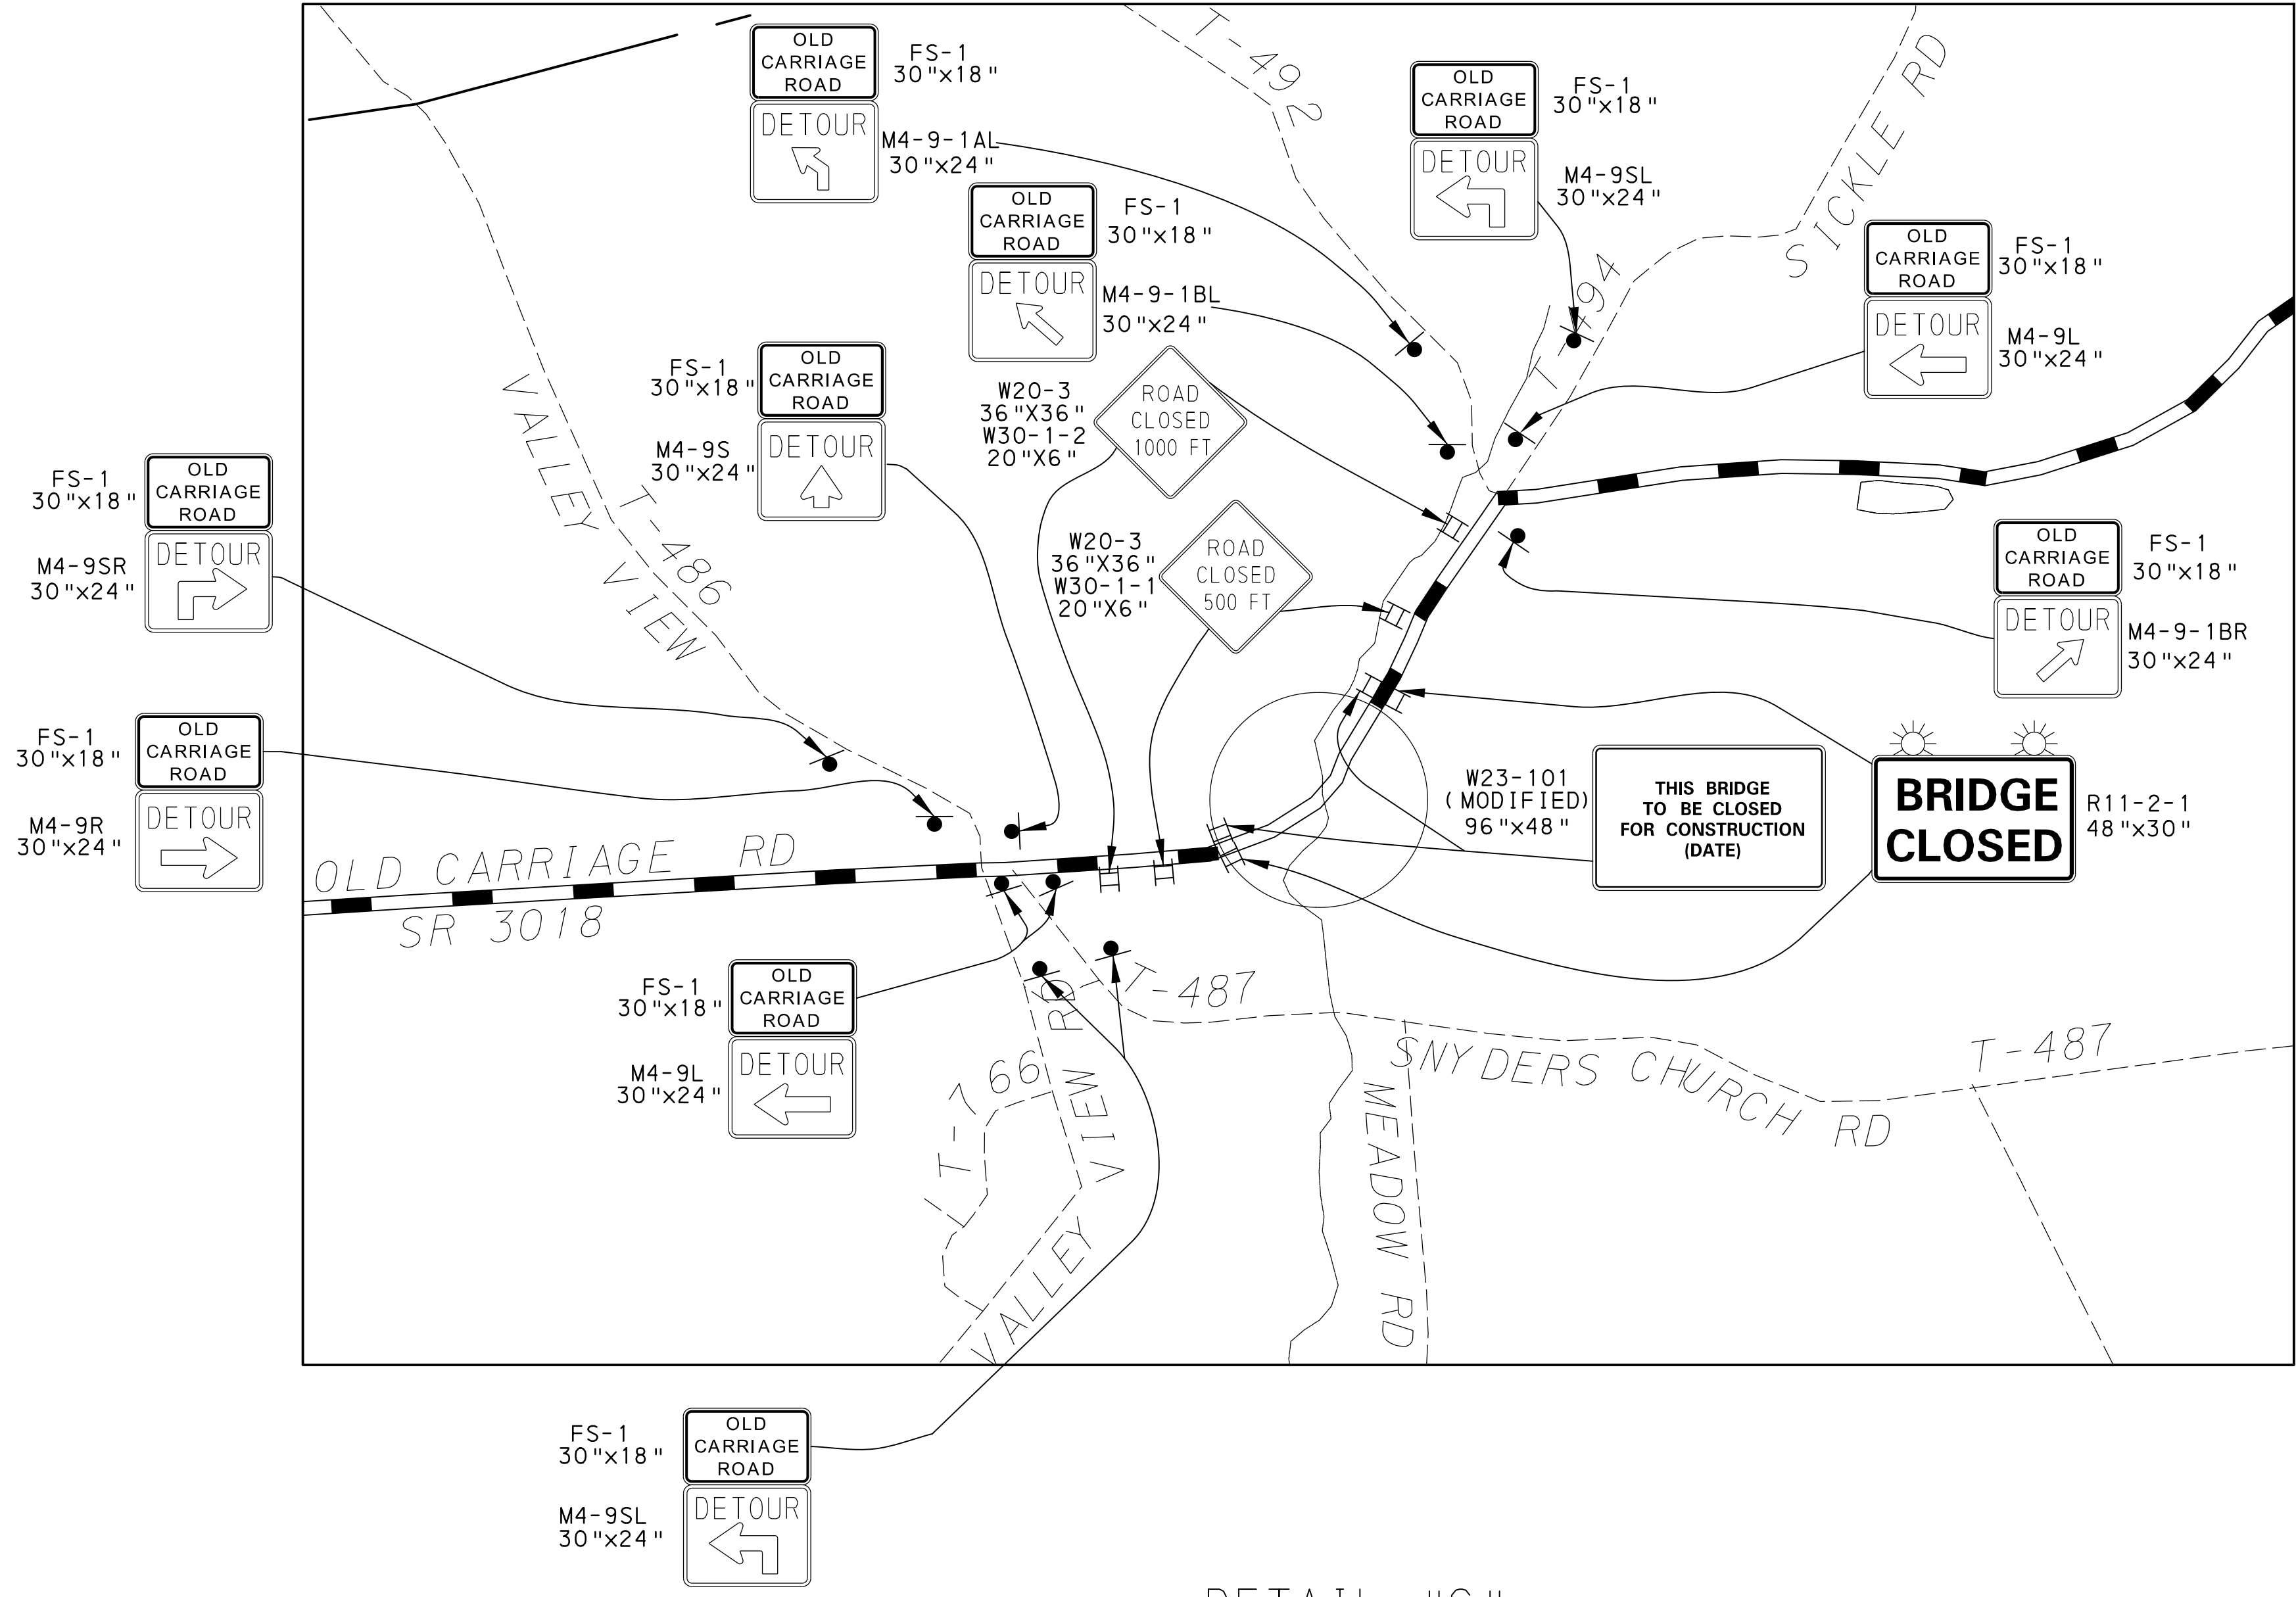 OLD
CARRIAGE
ROAD
DETOUR
FS-1
30"x18"
M4-9-1AL
30"x24"
T-492
OLD
CARRIAGE
ROAD
DETOUR
FS-1
30"x18"
M4-9SL
30"x24"
SICKLE RD
OLD
CARRIAGE
ROAD
DETOUR
FS-1
30"x18"
M4-9-1BL
30"x24"
T-494
OLD
CARRIAGE
ROAD
DETOUR
FS-1
30"x18"
M4-9L
30"x24"
FS-1
30"x18"
M4-9S
30"x24"
OLD
CARRIAGE
ROAD
DETOUR
W20-3
36"X36"
W30-1-2
20"X6"
ROAD
CLOSED
1000 FT
VALLEY VIEW
T-486
FS-1
30"x18"
M4-9SR
30"x24"
OLD
CARRIAGE
ROAD
DETOUR
W20-3
36"X36"
W30-1-1
20"X6"
ROAD
CLOSED
500 FT
OLD
CARRIAGE
ROAD
DETOUR
FS-1
30"x18"
M4-9-1BR
30"x24"
FS-1
30"x18"
M4-9R
30"x24"
OLD
CARRIAGE
ROAD
DETOUR
W23-101
(MODIFIED)
96"x48"
THIS BRIDGE
TO BE CLOSED
FOR CONSTRUCTION
(DATE)
BRIDGE
CLOSED
R11-2-1
48"x30"
OLD CARRIAGE RD
SR 3018
FS-1
30"x18"
M4-9L
30"x24"
OLD
CARRIAGE
ROAD
DETOUR
T-487
T-766
VALLEY VIEW RD
SNYDERS CHURCH RD
T-487
MEADOW RD
FS-1
30"x18"
M4-9SL
30"x24"
OLD
CARRIAGE
ROAD
DETOUR